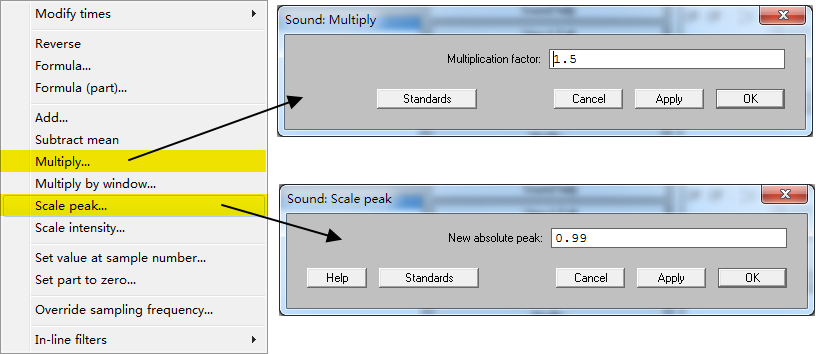 Modify times
Reverse
Formula...
Formula (part)...
Add...
Subtract mean
Multiply...
Multiply by window...
Scale peak...
Scale intensity...
Set value at sample number...
Set part to zero...
Override sampling frequency...
In-line filters
Sound: Multiply
Multiplication factor: 1.5
Standards Cancel Apply OK
Sound: Scale peak
New absolute peak: 0.99
Help Standards Cancel Apply OK